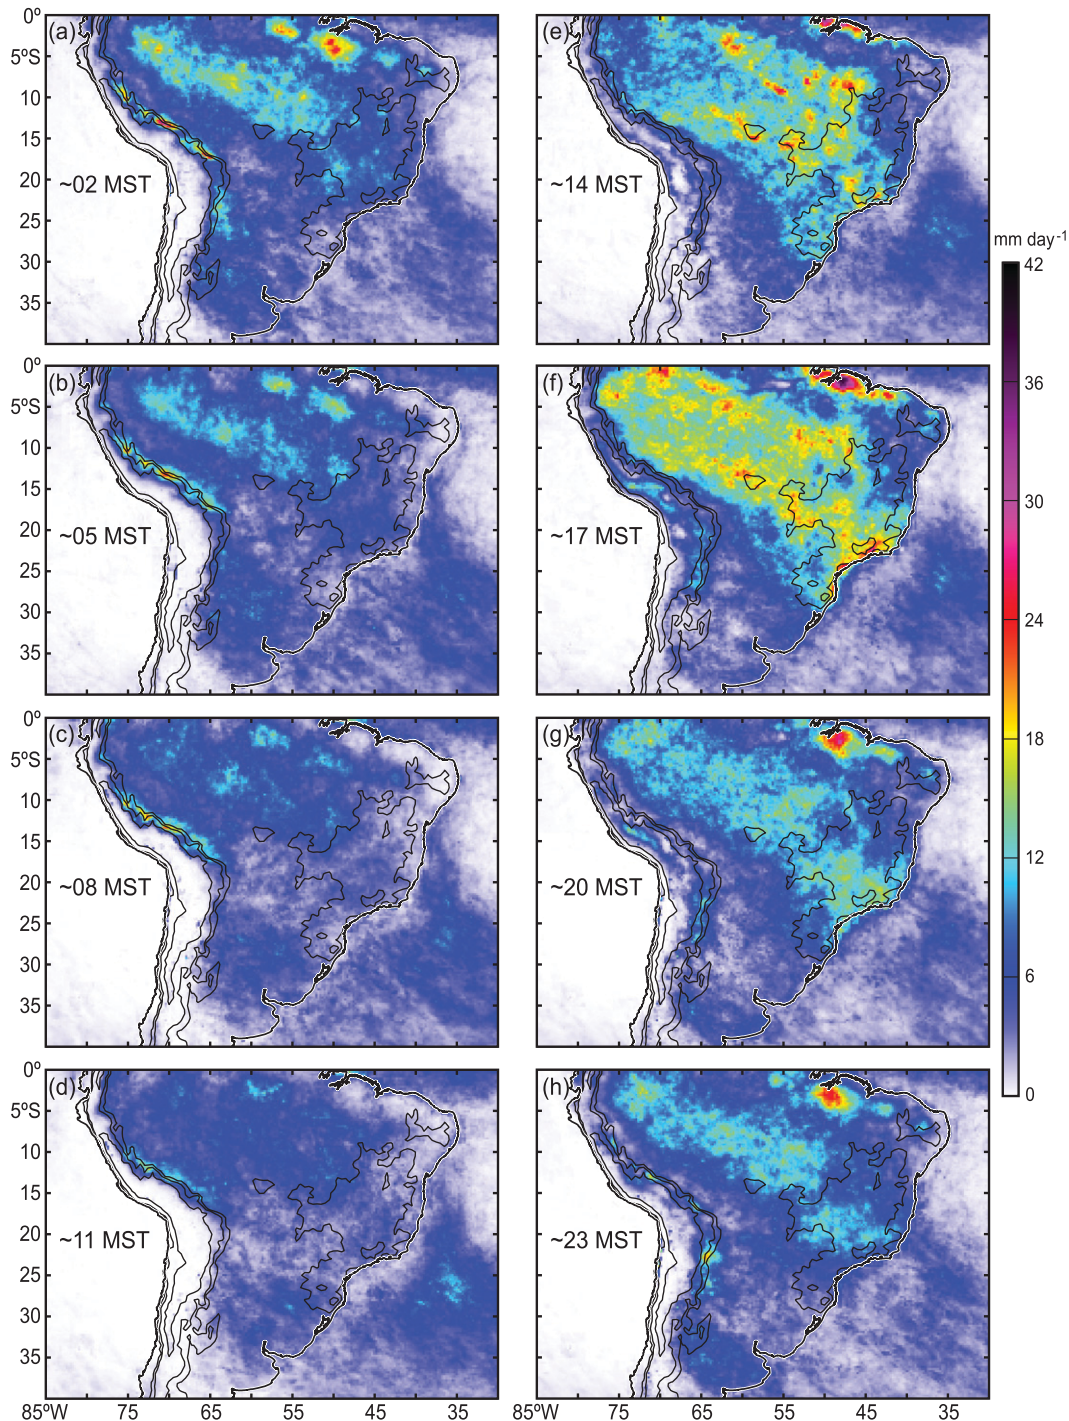 0º
(a)
5ºS
10
15
20
25
30
35
~02 MST
(e)
~14 MST
mm day-1
42
36
30
24
18
12
6
0
0º
(b)
5ºS
10
15
20
25
30
35
~05 MST
(f)
~17 MST
0º
(c)
5ºS
10
15
20
25
30
35
~08 MST
(g)
~20 MST
0º
(d)
5ºS
10
15
20
25
30
35
~11 MST
(h)
~23 MST
85ºW 75 65 55 45 35
85ºW 75 65 55 45 35